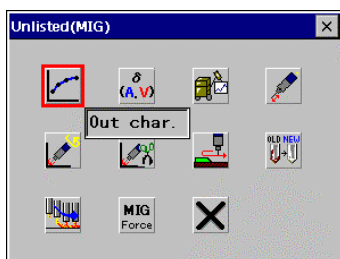 Unlisted(MIG)
δ
(A,V)
Out char.
OLD NEW
MIG
Force